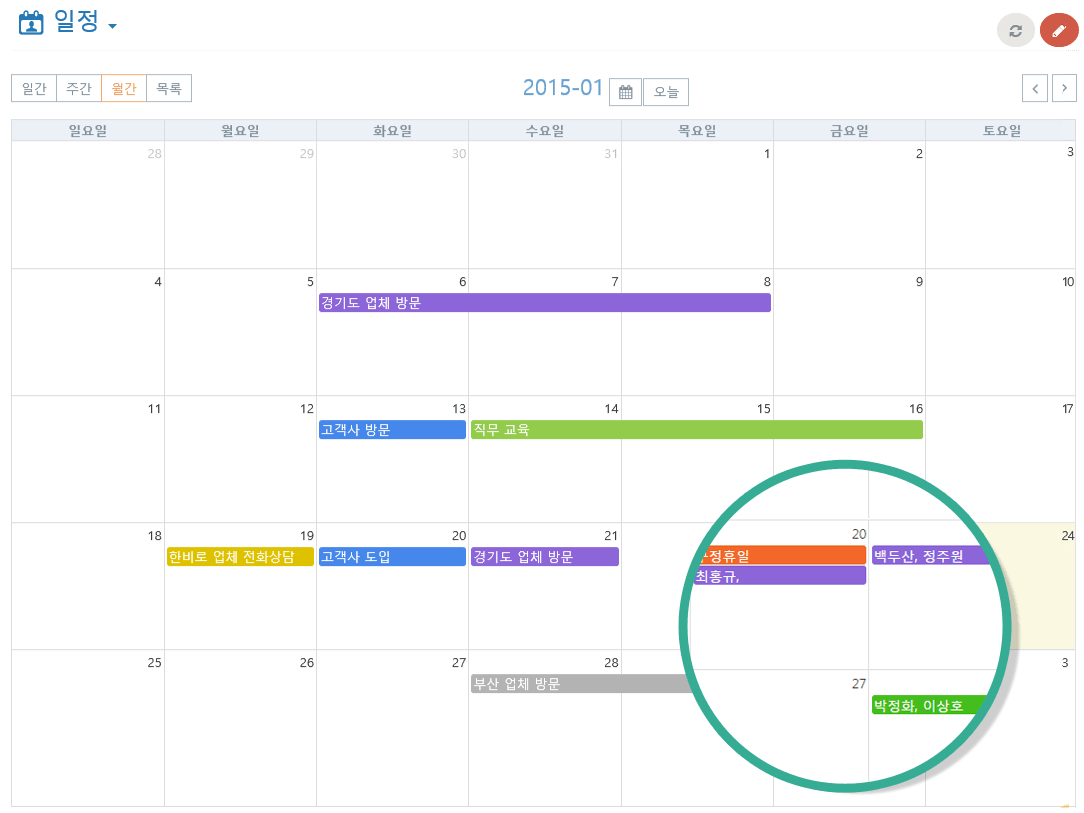 일정
일간 주간 월간 목록 2015-01 오늘
일요일 월요일 화요일 수요일 목요일 금요일 토요일
28 29 30 31 1 2 3
4 5 6 7 8 9 10
경기도 업체 방문
11 12 13 14 15 16 17
고객사 방문 직무 교육
18 19 20 21 20 24
한비로 업체 전화상담 고객사 도입 경기도 업체 방문 정휴일 백두산, 정주원
최홍규,
25 26 27 28 27 3
부산 업체 방문 박정화, 이상호